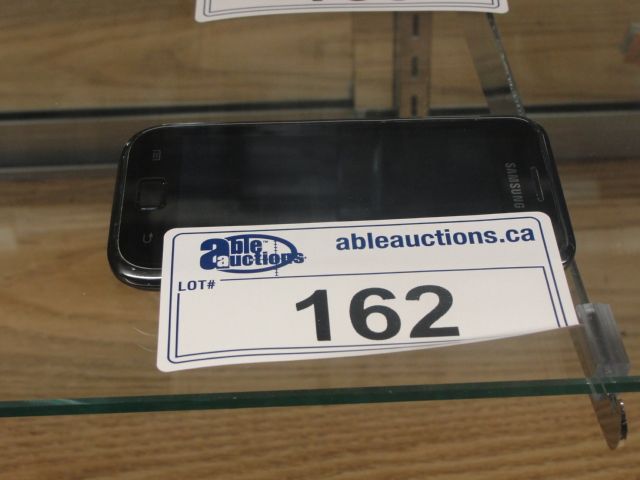 SAMSUNG
able auctions
ableauctions.ca
LOT#
162